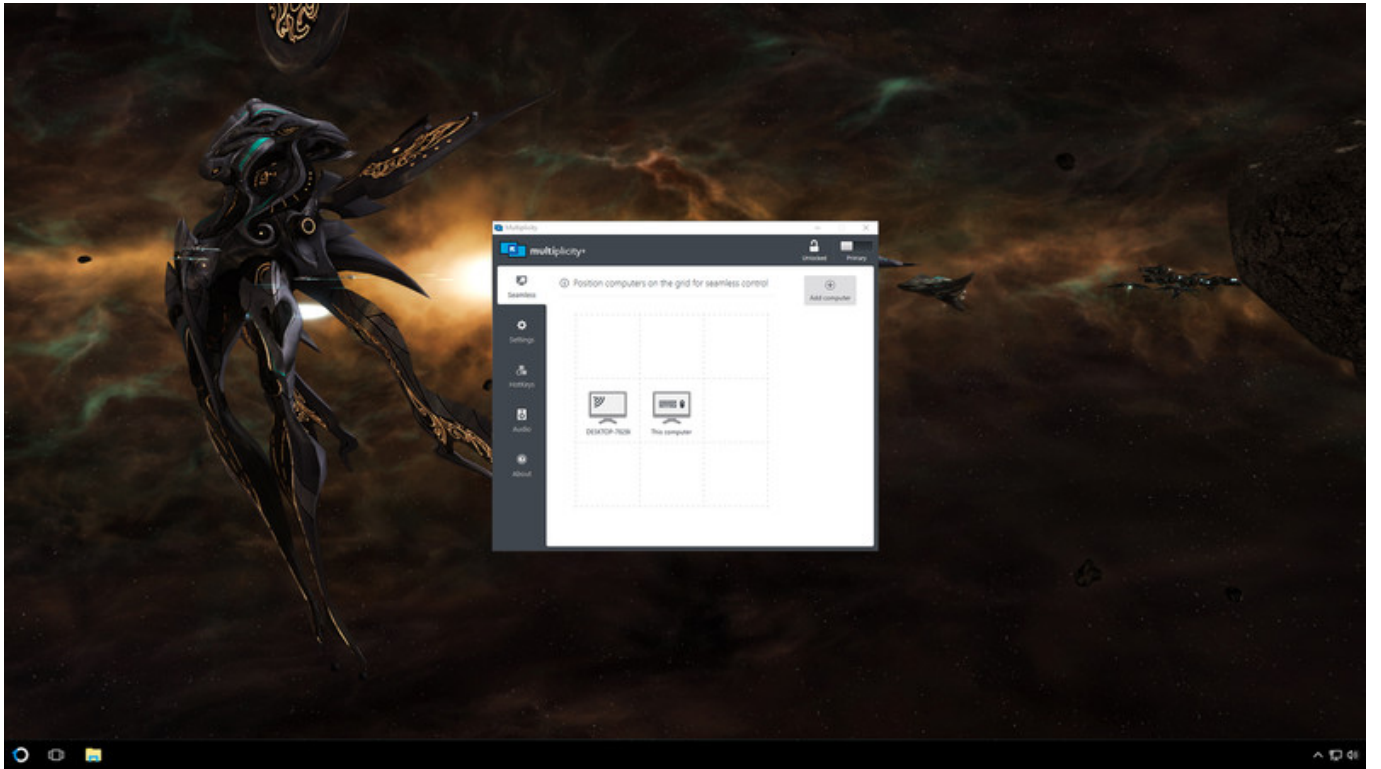 Multiplicity
multiplicity+
Unlocked
Primary
Seamless
Position computers on the grid for seamless control
Add computer
Settings
HotKeys
Audio
About
This computer